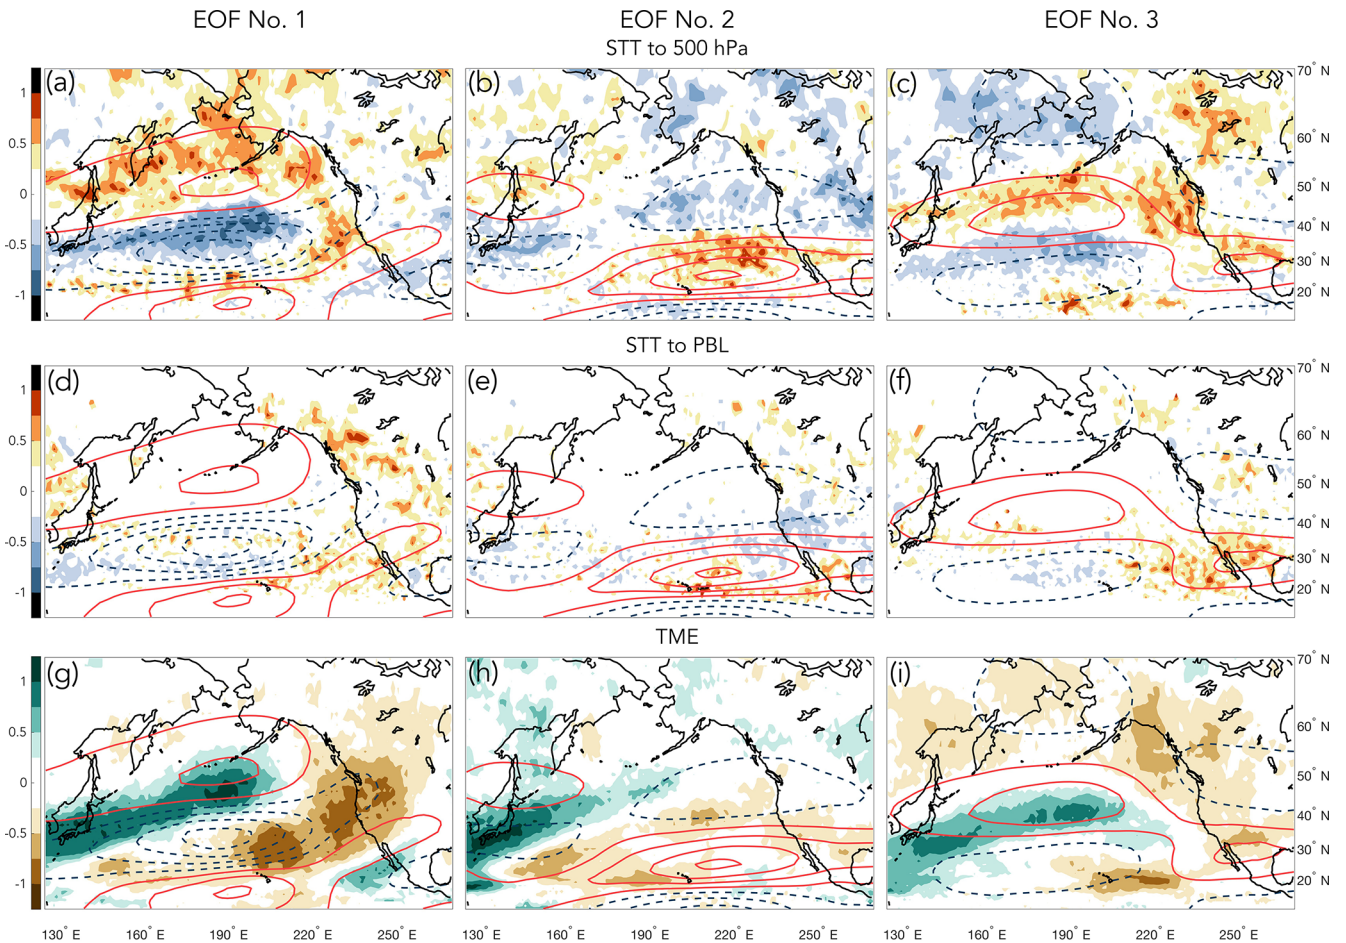 EOF No. 1 EOF No. 2 EOF No. 3
STT to 500 hPa
(a) (b) (c)
1
0.5
0
-0.5
-1
70° N
60° N
50° N
40° N
30° N
20° N
STT to PBL
(d) (e) (f)
1
0.5
0
-0.5
-1
70° N
60° N
50° N
40° N
30° N
20° N
TME
(g) (h) (i)
1
0.5
0
-0.5
-1
70° N
60° N
50° N
40° N
30° N
20° N
130° E 160° E 190° E 220° E 250° E 130° E 160° E 190° E 220° E 250° E 130° E 160° E 190° E 220° E 250° E